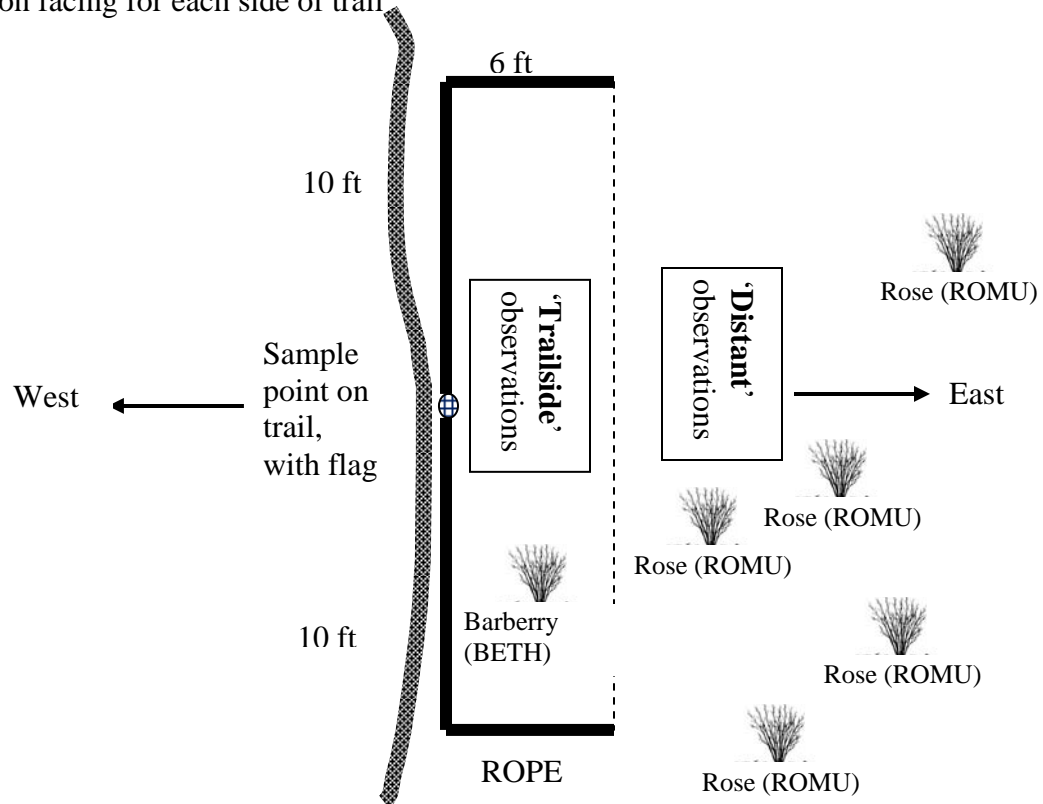 on facing for each side of trail
6 ft
10 ft
Rose (ROMU)
‘Trailside’
observations
‘Distant’
observations
West
Sample
point on
trail,
with flag
East
Rose (ROMU)
Rose (ROMU)
Barberry
(BETH)
10 ft
Rose (ROMU)
ROPE
Rose (ROMU)